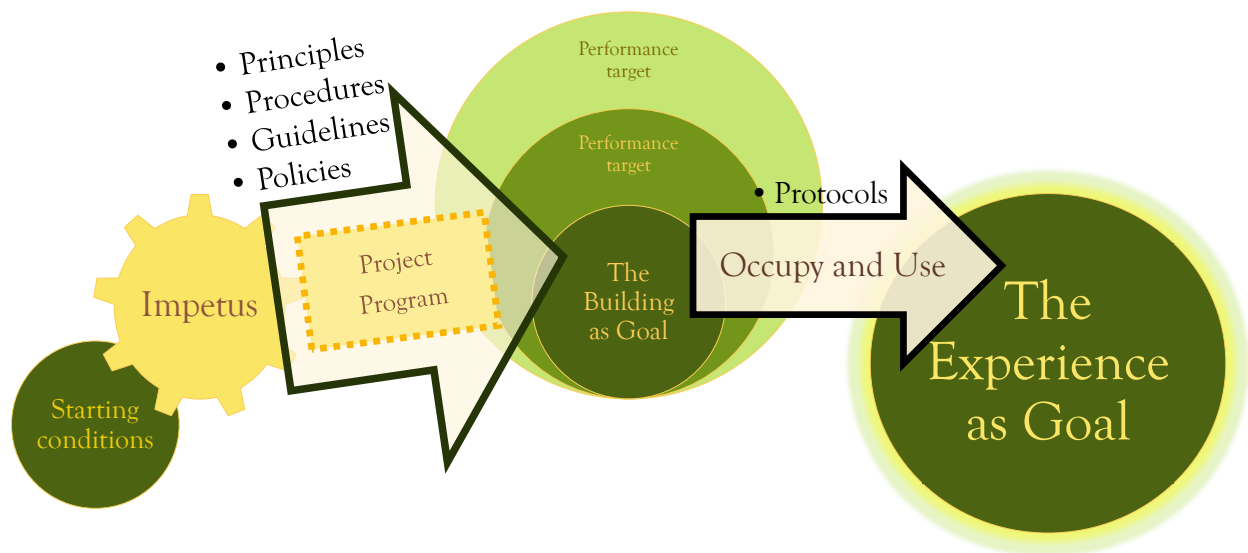 • Principles
• Procedures
• Guidelines
• Policies
Performance
target
Performance
target
• Protocols
Impetus
Project
Program
The
Building
as Goal
Occupy and Use
The
Experience
as Goal
Starting
conditions